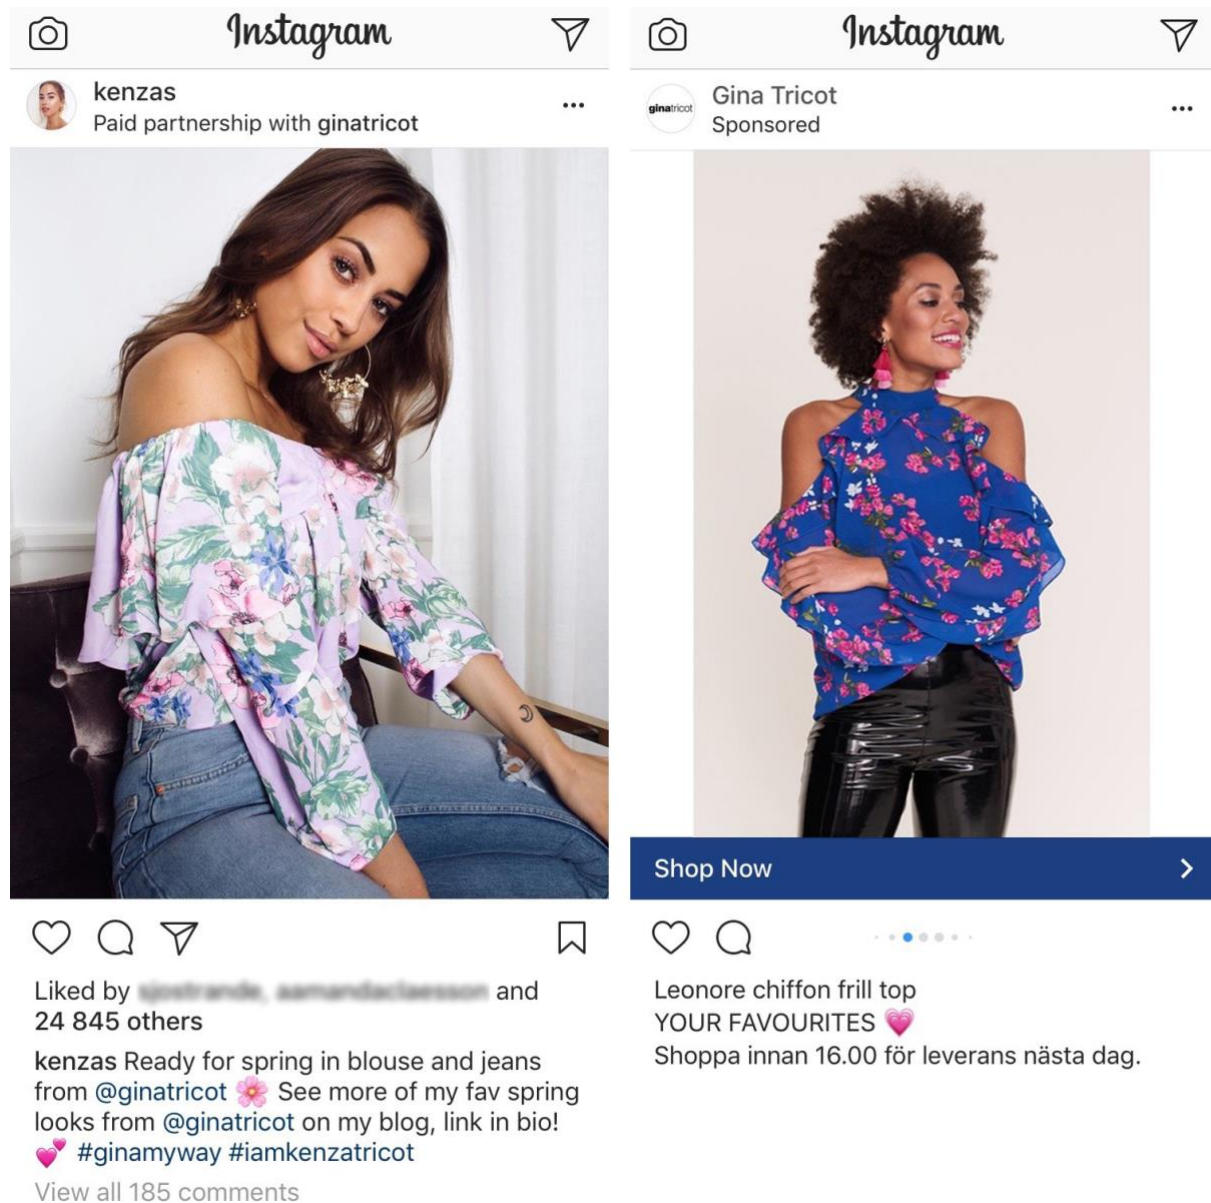 Instagram
kenzas
Paid partnership with ginatricot
Liked by and
24 845 others
kenzas Ready for spring in blouse and jeans
from @ginatricot 🌸 See more of my fav spring
looks from @ginatricot on my blog, link in bio!
💕 #ginamyway #iamkenzatricot
View all 185 comments
Instagram
ginatricot
Gina Tricot
Sponsored
Shop Now
Leonore chiffon frill top
YOUR FAVOURITES 💗
Shoppa innan 16.00 för leverans nästa dag.